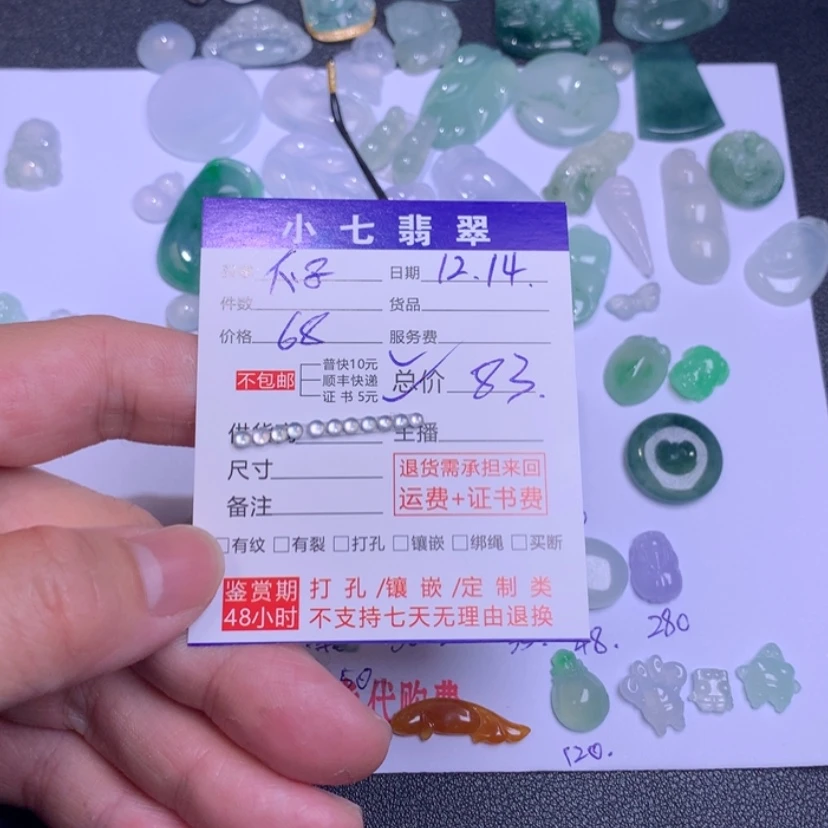 小七翡翠
日期 12.14.
件数 货品
价格 68 服务费
不包邮
普快10元
顺丰快递
证书 5元
总价 83.
主播
尺寸
备注
退货需承担来回
运费+证书费
□有纹 □有裂 □打孔 □镶嵌 □绑绳 □买断
鉴赏期
48小时
打孔/镶嵌/定制类
不支持七天无理由退换
48.
280
50
代购费
120.